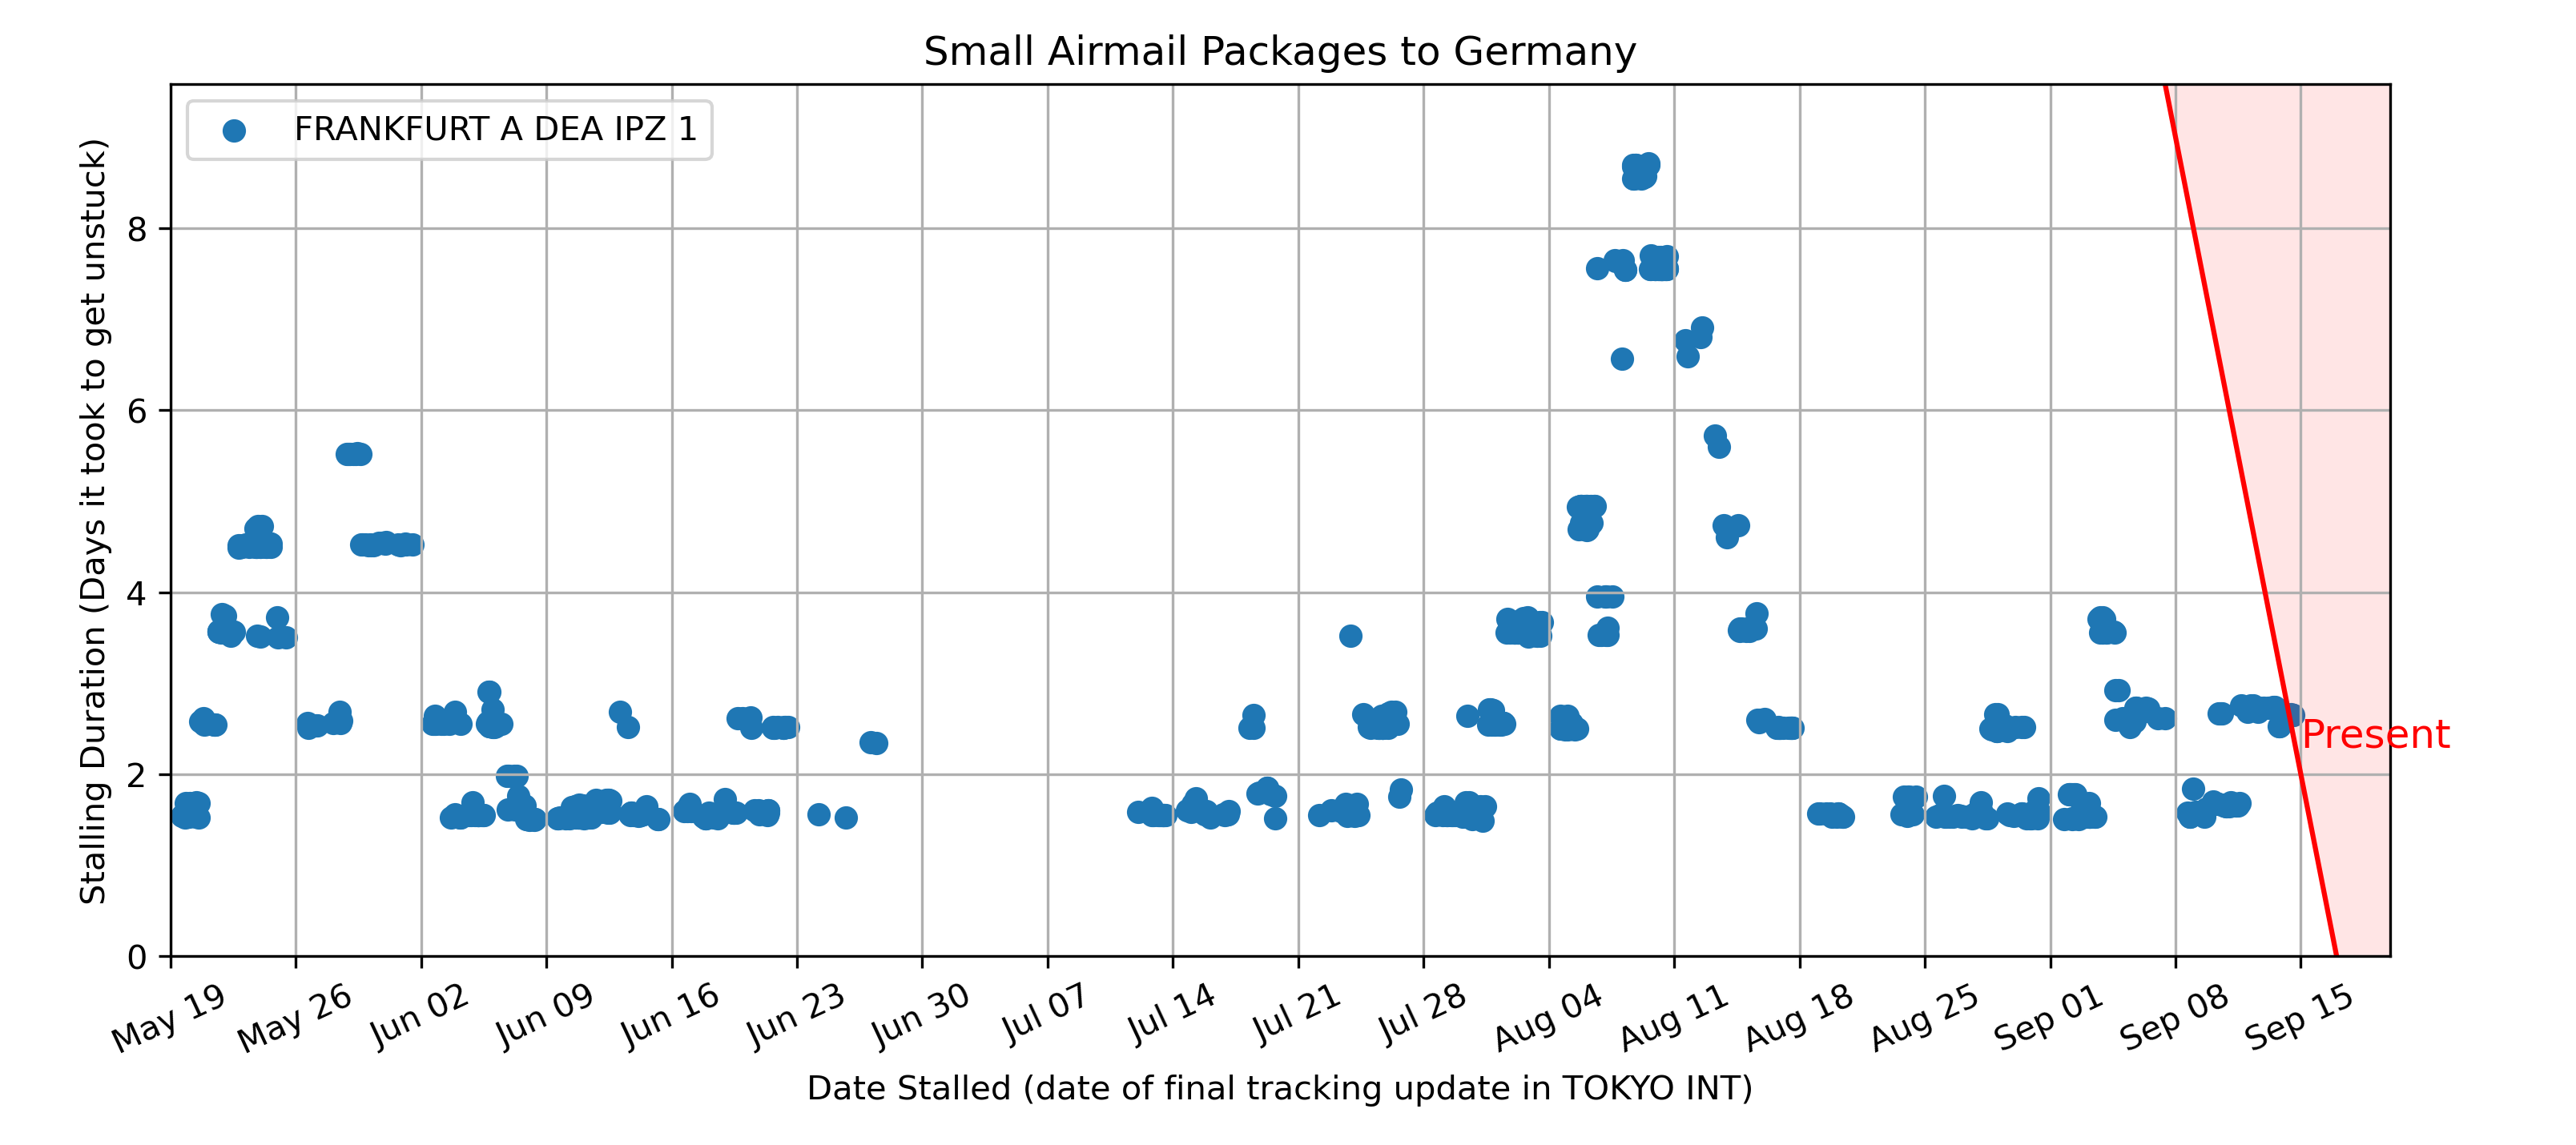 Small Airmail Packages to Germany
FRANKFURT A DEA IPZ 1
Stalling Duration (Days it took to get unstuck)
8
6
4
2
0
Present
May 19
May 26
Jun 02
Jun 09
Jun 16
Jun 23
Jun 30
Jul 07
Jul 14
Jul 21
Jul 28
Aug 04
Aug 11
Aug 18
Aug 25
Sep 01
Sep 08
Sep 15
Date Stalled (date of final tracking update in TOKYO INT)